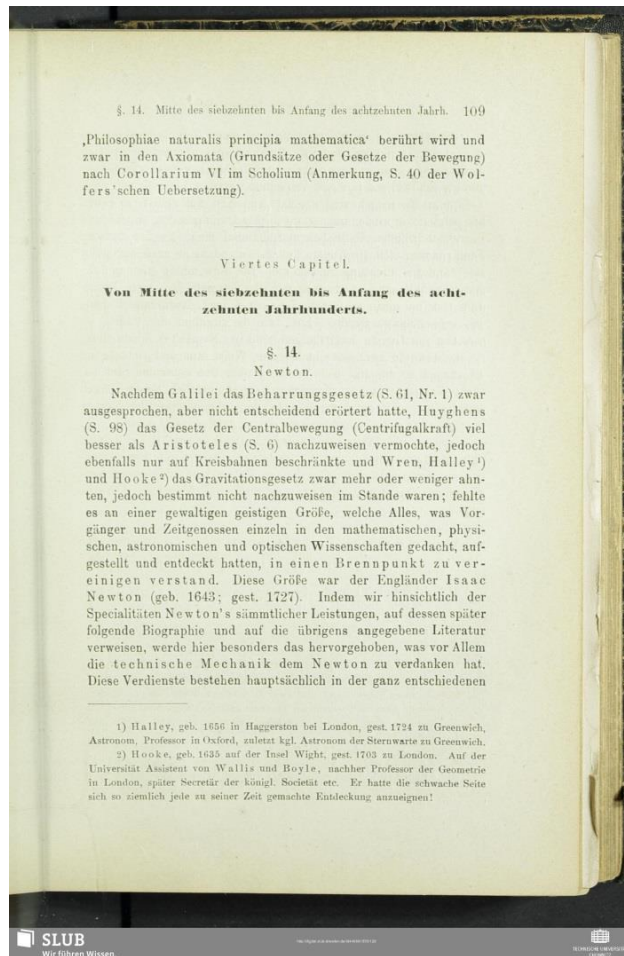 §. 14. Mitte des siebzehnten bis Anfang des achtzehnten Jahrh. 109
‚Philosophiae naturalis principia mathematica‘ berührt wird und
zwar in den Axiomata (Grundsätze oder Gesetze der Bewegung)
nach Corollarium VI im Scholium (Anmerkung, S. 40 der Wol-
fers'schen Uebersetzung).
Viertes Capitel.
Von Mitte des siebzehnten bis Anfang des acht-
zehnten Jahrhunderts.
§. 14.
Newton.
Nachdem Galilei das Beharrungsgesetz (S. 61, Nr. 1) zwar
ausgesprochen, aber nicht entscheidend erörtert hatte, Huyghens
(S. 98) das Gesetz der Centralbewegung (Centrifugalkraft) viel
besser als Aristoteles (S. 6) nachzuweisen vermochte, jedoch
ebenfalls nur auf Kreisbahnen beschränkte und Wren, Halley ¹)
und Hooke ²) das Gravitationsgesetz zwar mehr oder weniger ahn-
ten, jedoch bestimmt nicht nachzuweisen im Stande waren; fehlte
es an einer gewaltigen geistigen Größe, welche Alles, was Vor-
gänger und Zeitgenossen einzeln in den mathematischen, physi-
schen, astronomischen und optischen Wissenschaften gedacht, auf-
gestellt und entdeckt hatten, in einen Brennpunkt zu ver-
einigen verstand. Diese Größe war der Engländer Isaac
Newton (geb. 1643; gest. 1727). Indem wir hinsichtlich der
Specialitäten Newton's sämmtlicher Leistungen, auf dessen später
folgende Biographie und auf die übrigens angegebene Literatur
verweisen, werde hier besonders das hervorgehoben, was vor Allem
die technische Mechanik dem Newton zu verdanken hat.
Diese Verdienste bestehen hauptsächlich in der ganz entschiedenen
1) Halley, geb. 1656 in Haggerston bei London, gest. 1724 zu Greenwich,
Astronom, Professor in Oxford, zuletzt kgl. Astronom der Sternwarte zu Greenwich.
2) Hooke, geb. 1635 auf der Insel Wight, gest. 1703 zu London. Auf der
Universität Assistent von Wallis und Boyle, nachher Professor der Geometrie
in London, später Secretär der königl. Societät etc. Er hatte die schwache Seite
sich so ziemlich jede zu seiner Zeit gemachte Entdeckung anzueignen!
SLUB
Wir führen Wissen.